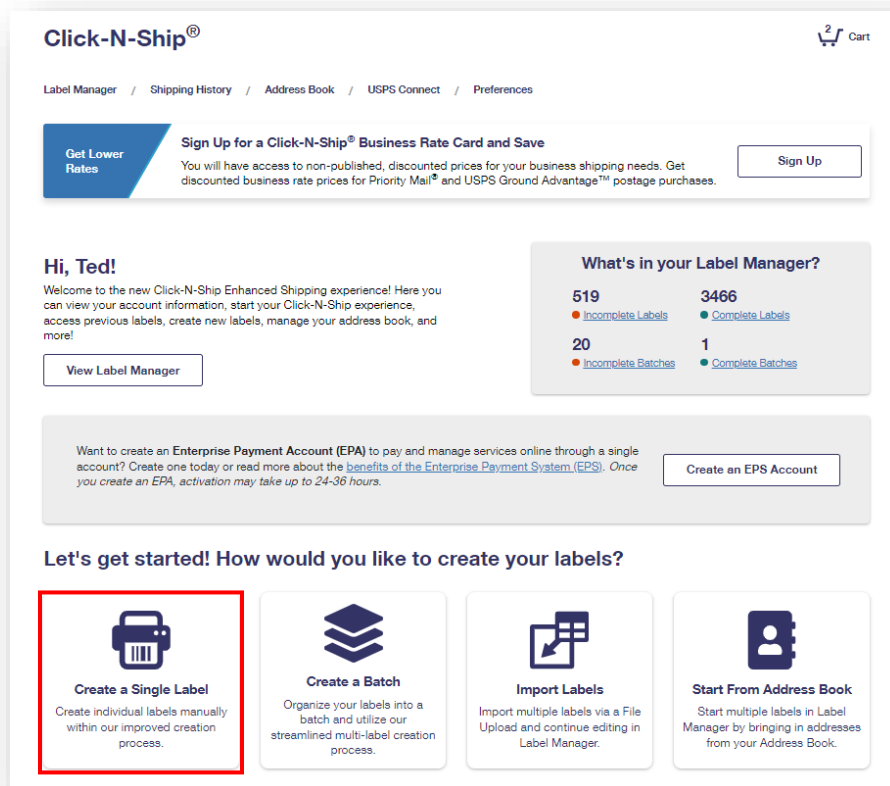 Click-N-Ship®
2
Cart
Label Manager / Shipping History / Address Book / USPS Connect / Preferences
Get Lower
Rates
Sign Up for a Click-N-Ship® Business Rate Card and Save
You will have access to non-published, discounted prices for your business shipping needs. Get
discounted business rate prices for Priority Mail® and USPS Ground Advantage™ postage purchases.
Sign Up
Hi, Ted!
Welcome to the new Click-N-Ship Enhanced Shipping experience! Here you
can view your account information, start your Click-N-Ship experience,
access previous labels, create new labels, manage your address book, and
more!
View Label Manager
What's in your Label Manager?
519
Incomplete Labels
3466
Complete Labels
20
Incomplete Batches
1
Complete Batches
Want to create an Enterprise Payment Account (EPA) to pay and manage services online through a single
account? Create one today or read more about the benefits of the Enterprise Payment System (EPS). Once
you create an EPA, activation may take up to 24-36 hours.
Create an EPS Account
Let's get started! How would you like to create your labels?
Create a Single Label
Create individual labels manually
within our improved creation
process.
Create a Batch
Organize your labels into a
batch and utilize our
streamlined multi-label creation
process.
Import Labels
Import multiple labels via a File
Upload and continue editing in
Label Manager.
Start From Address Book
Start multiple labels in Label
Manager by bringing in addresses
from your Address Book.